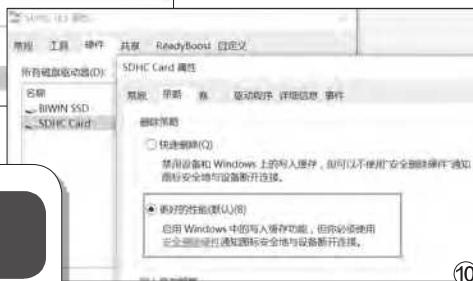 SDHC (E:) 属性
常规 工具 硬件 共享 ReadyBoost 自定义
所有磁盘驱动器(D):
名称
BIWIN SSD
SDHC Card
SDHC Card 属性
常规 策略 卷 驱动程序 详细信息 事件
删除策略
快速删除(Q)
禁用设备和 Windows 上的写入缓存，但可以不使用"安全删除硬件"通知
图标安全地与设备断开连接。
更好的性能(默认)(B)
启用 Windows 中的写入缓存功能，但你必须使用
安全删除硬件通知图标安全地与设备断开连接。
⑩